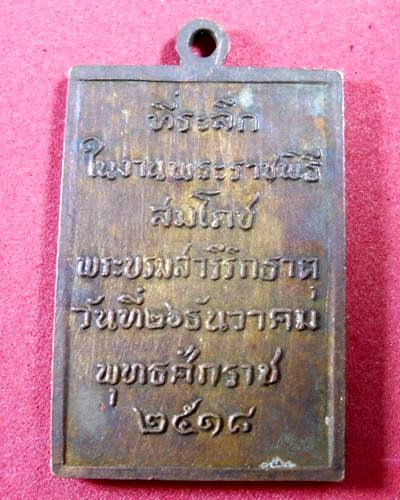 ที่ระลึก
ในงานพระราชพิธี
สมโภช
พระบรมสารีริกธาตุ
วันที่๒๖ธันวาคม
พุทธศักราช
๒๕๑๘